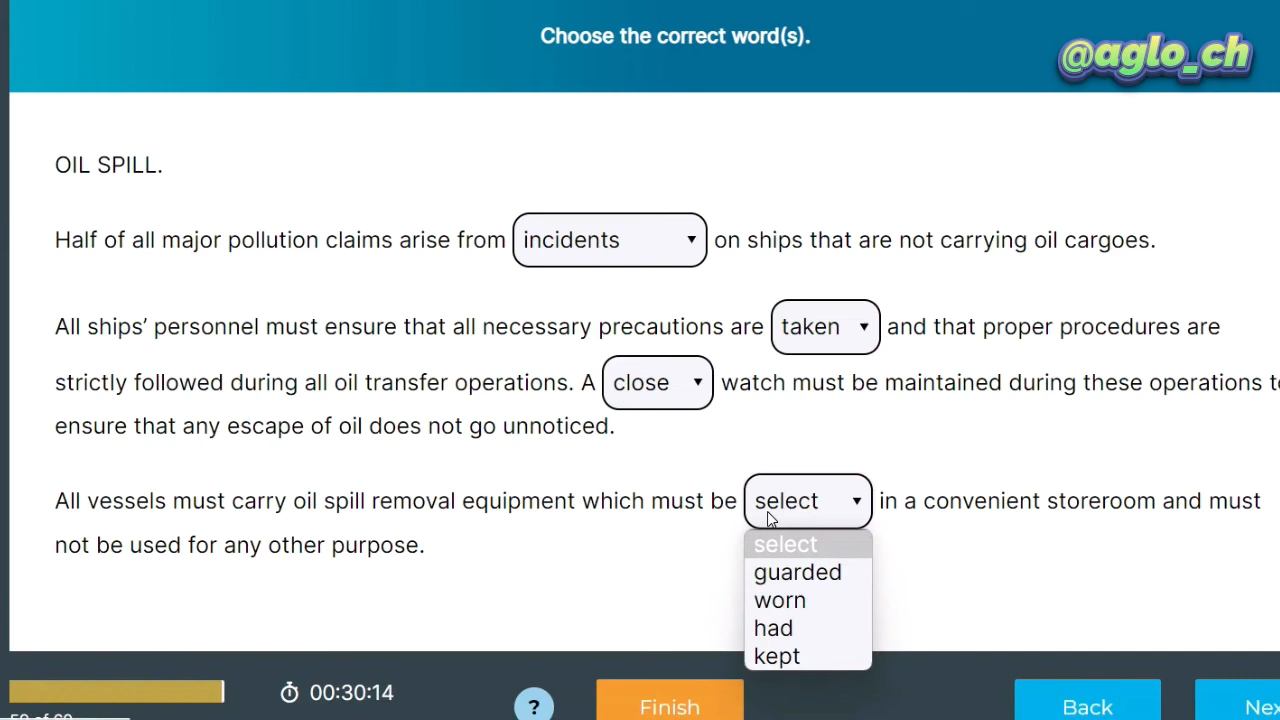 Choose the correct word(s).
@aglo_ch
OIL SPILL.
Half of all major pollution claims arise from incidents on ships that are not carrying oil cargoes.
All ships’ personnel must ensure that all necessary precautions are taken and that proper procedures are
strictly followed during all oil transfer operations. A close watch must be maintained during these operations
ensure that any escape of oil does not go unnoticed.
All vessels must carry oil spill removal equipment which must be select in a convenient storeroom and must
not be used for any other purpose.
select
guarded
worn
had
kept
00:30:14
?
Finish
Back
Nex